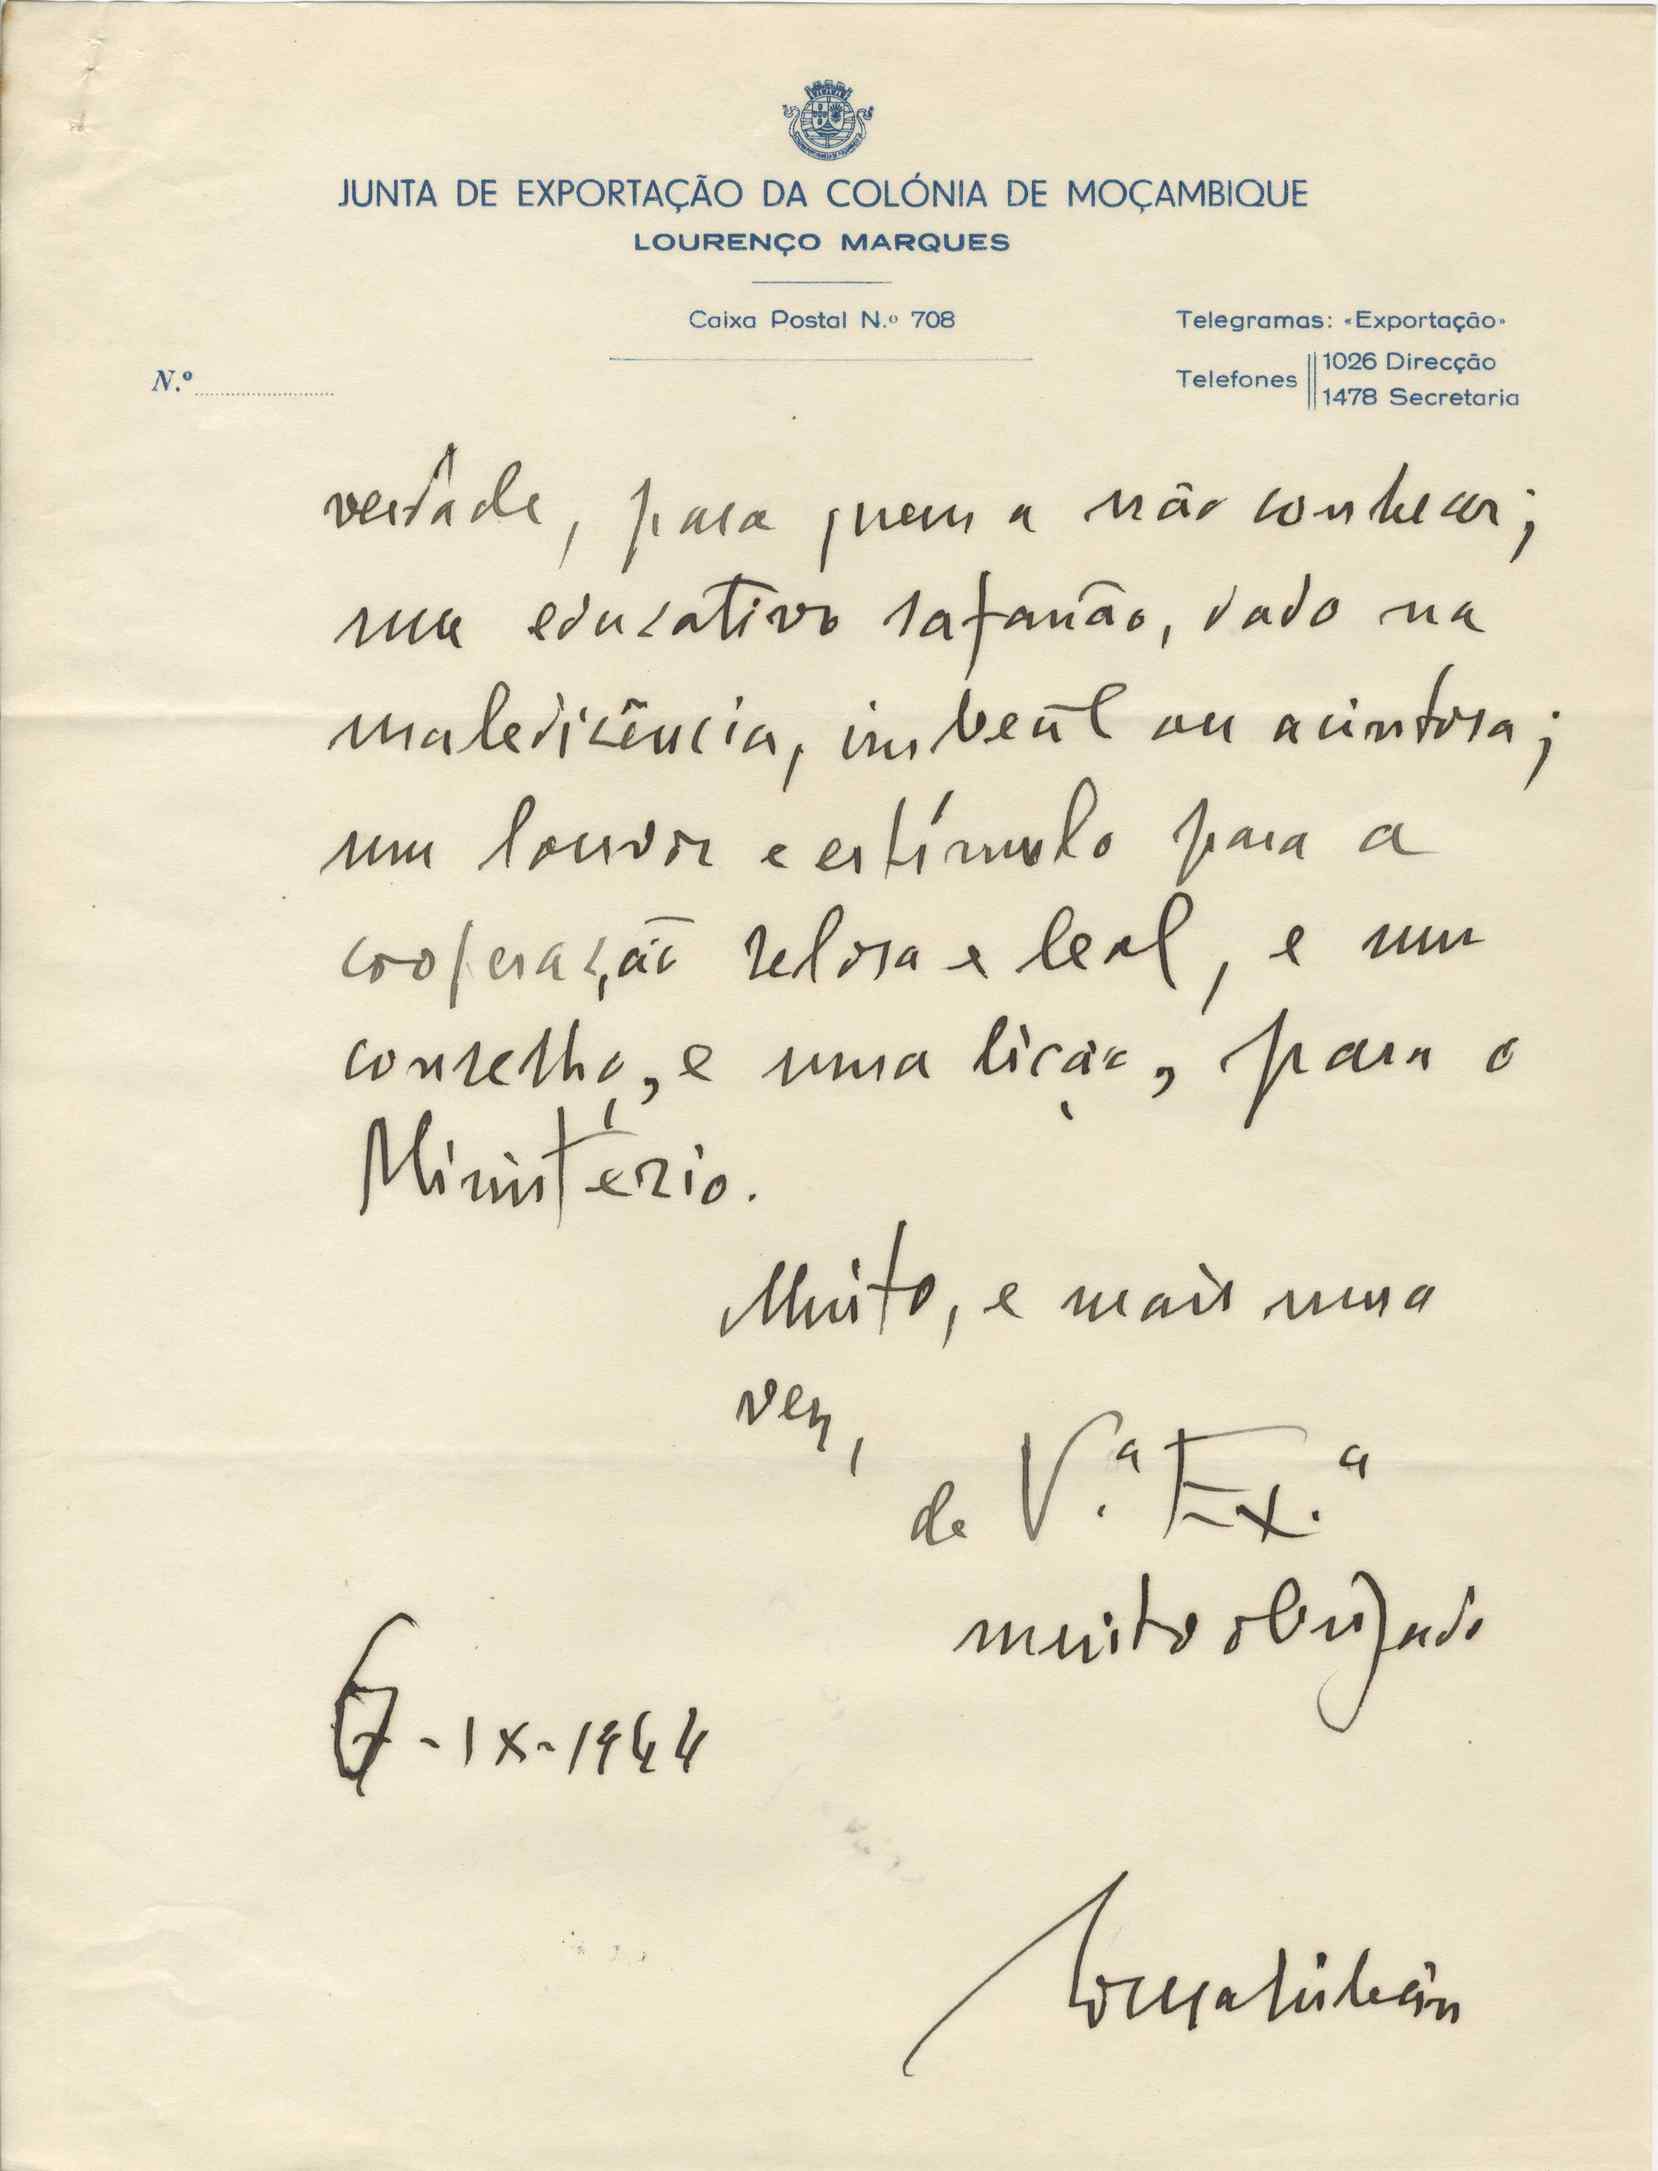 JUNTA DE EXPORTAÇÃO DA COLÓNIA DE MOÇAMBIQUE
LOURENÇO MARQUES
Caixa Postal N.º 708
Telegramas: «Exportação»
Telefones
1026 Direcção
1478 Secretaria
N.º
verdade, para quem a não conhecer;
um educativo safanão, dado na
maledicência, imbecil ou acintosa;
um louvor e estímulo para a
cooperação zelosa e leal, e um
conselho, e uma lição, para o
Ministério.
Muito, e mais uma
vez,
de V.ª Ex.ª
muito obrigado
-IX-1944